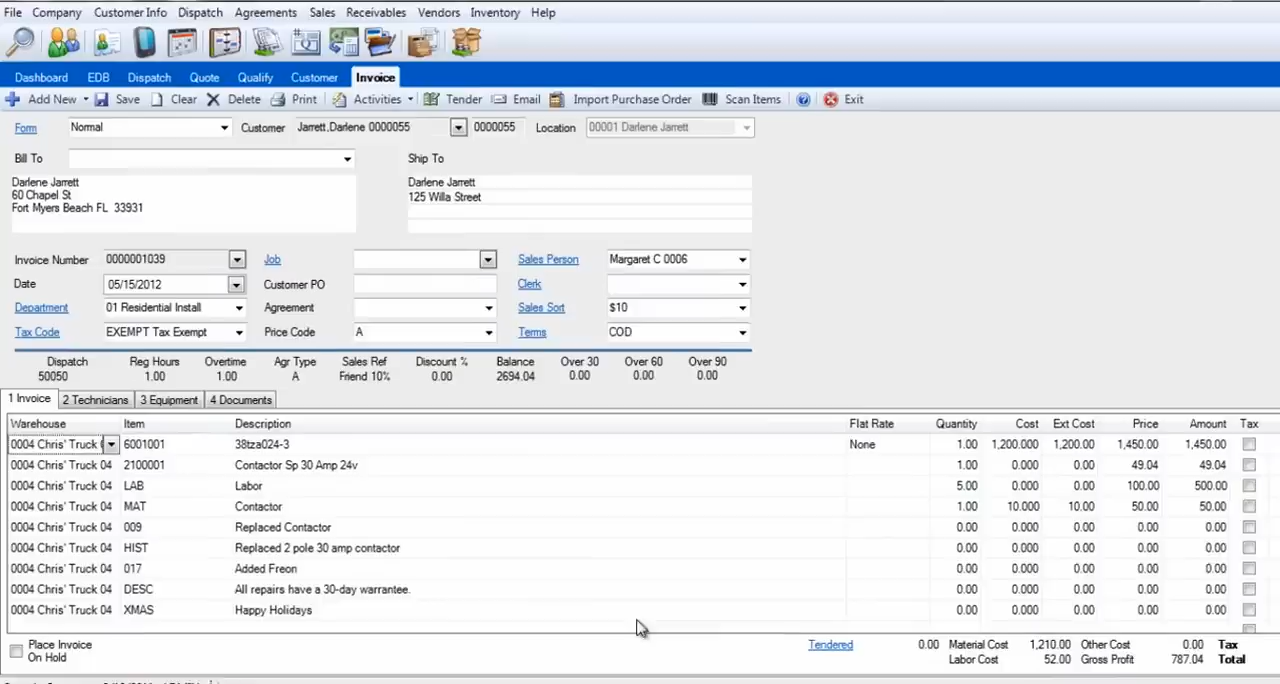 File Company Customer Info Dispatch Agreements Sales Receivables Vendors Inventory Help
Dashboard EDB Dispatch Quote Qualify Customer Invoice
Add New Save Clear Delete Print Activities Tender Email Import Purchase Order Scan Items Exit
Form Normal Customer Jarrett,Darlene 0000055 0000055 Location 00001 Darlene Jarrett
Bill To Ship To
Darlene Jarrett Darlene Jarrett
60 Chapel St 125 Willa Street
Fort Myers Beach FL 33931
Invoice Number 0000001039 Job Sales Person Margaret C 0006
Date 05/15/2012 Customer PO Clerk
Department 01 Residential Install Agreement Sales Sort $10
Tax Code EXEMPT Tax Exempt Price Code A Terms COD
Dispatch Reg Hours Overtime Agr Type Sales Ref Discount % Balance Over 30 Over 60 Over 90
50050 1.00 1.00 A Friend 10% 0.00 2694.04 0.00 0.00 0.00
1 Invoice 2 Technicians 3 Equipment 4 Documents
Warehouse Item Description Flat Rate Quantity Cost Ext Cost Price Amount Tax
0004 Chris' Truck 6001001 38tza024-3 None 1.00 1,200.000 1,200.00 1,450.00 1,450.00
0004 Chris' Truck 04 2100001 Contactor Sp 30 Amp 24v 1.00 0.000 0.00 49.04 49.04
0004 Chris' Truck 04 LAB Labor 5.00 0.000 0.00 100.00 500.00
0004 Chris' Truck 04 MAT Contactor 1.00 10.000 10.00 50.00 50.00
0004 Chris' Truck 04 009 Replaced Contactor 0.00 0.000 0.00 0.00 0.00
0004 Chris' Truck 04 HIST Replaced 2 pole 30 amp contactor 0.00 0.000 0.00 0.00 0.00
0004 Chris' Truck 04 017 Added Freon 0.00 0.000 0.00 0.00 0.00
0004 Chris' Truck 04 DESC All repairs have a 30-day warrantee. 0.00 0.000 0.00 0.00 0.00
0004 Chris' Truck 04 XMAS Happy Holidays 0.00 0.000 0.00 0.00 0.00
Place Invoice On Hold
Tendered 0.00 Material Cost 1,210.00 Other Cost 0.00 Tax
Labor Cost 52.00 Gross Profit 787.04 Total